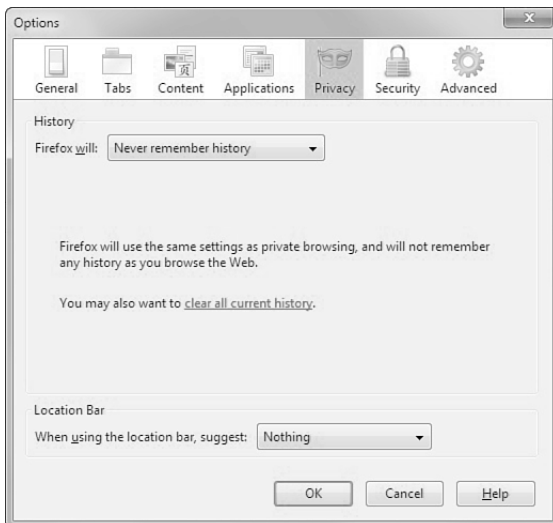 Options
X
General Tabs Content Applications Privacy Security Advanced
页
History
Firefox will: Never remember history
Firefox will use the same settings as private browsing, and will not remember
any history as you browse the Web.
You may also want to clear all current history.
Location Bar
When using the location bar, suggest: Nothing
OK Cancel Help